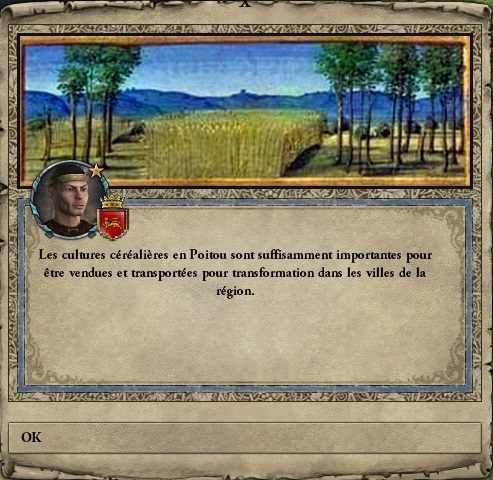 X
Les cultures céréalières en Poitou sont suffisamment importantes pour
être vendues et transportées pour transformation dans les villes de la
région.
OK